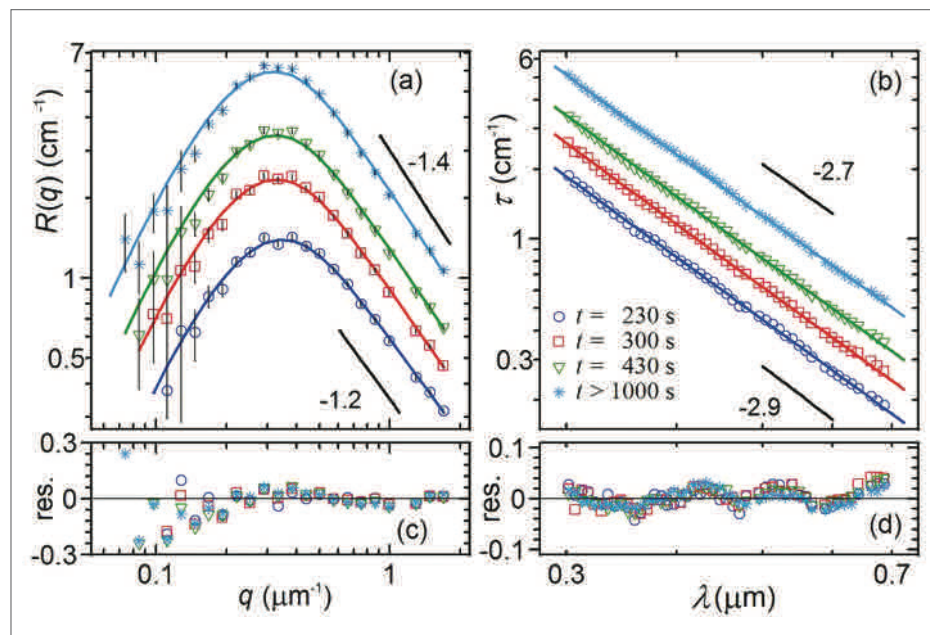 7
R(q) (cm⁻¹)
1
0.5
(a)
-1.4
-1.2
6
τ (cm⁻¹)
1
0.3
(b)
-2.7
t = 230 s
t = 300 s
t = 430 s
t > 1000 s
-2.9
0.3
res.
0
-0.3
(c)
0.1
1
q (μm⁻¹)
0.1
res.
0
-0.1
(d)
0.3
0.7
λ(μm)